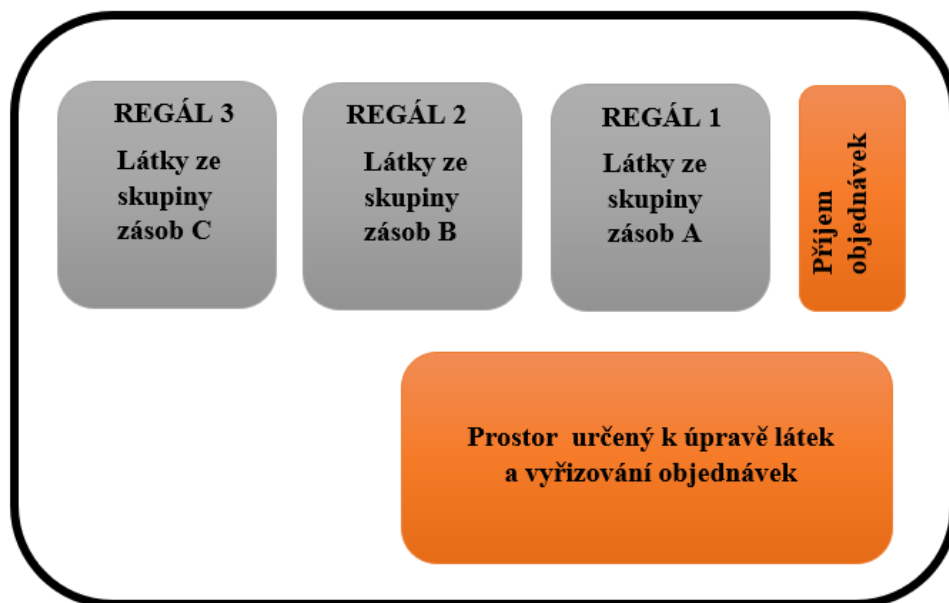 REGÁL 3
Látky ze
skupiny
zásob C
REGÁL 2
Látky ze
skupiny
zásob B
REGÁL 1
Látky ze
skupiny
zásob A
Příjem
objednávek
Prostor určený k úpravě látek
a vyřizování objednávek